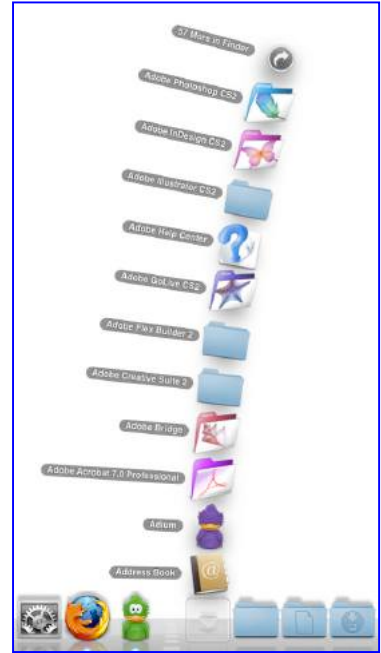 57 More in Finder
Adobe Photoshop CS2
Adobe InDesign CS2
Adobe Illustrator CS2
Adobe Help Center
Adobe GoLive CS2
Adobe Flex Builder 2
Adobe Creative Suite 2
Adobe Bridge
Adobe Acrobat 7.0 Professional
Adium
Address Book
@